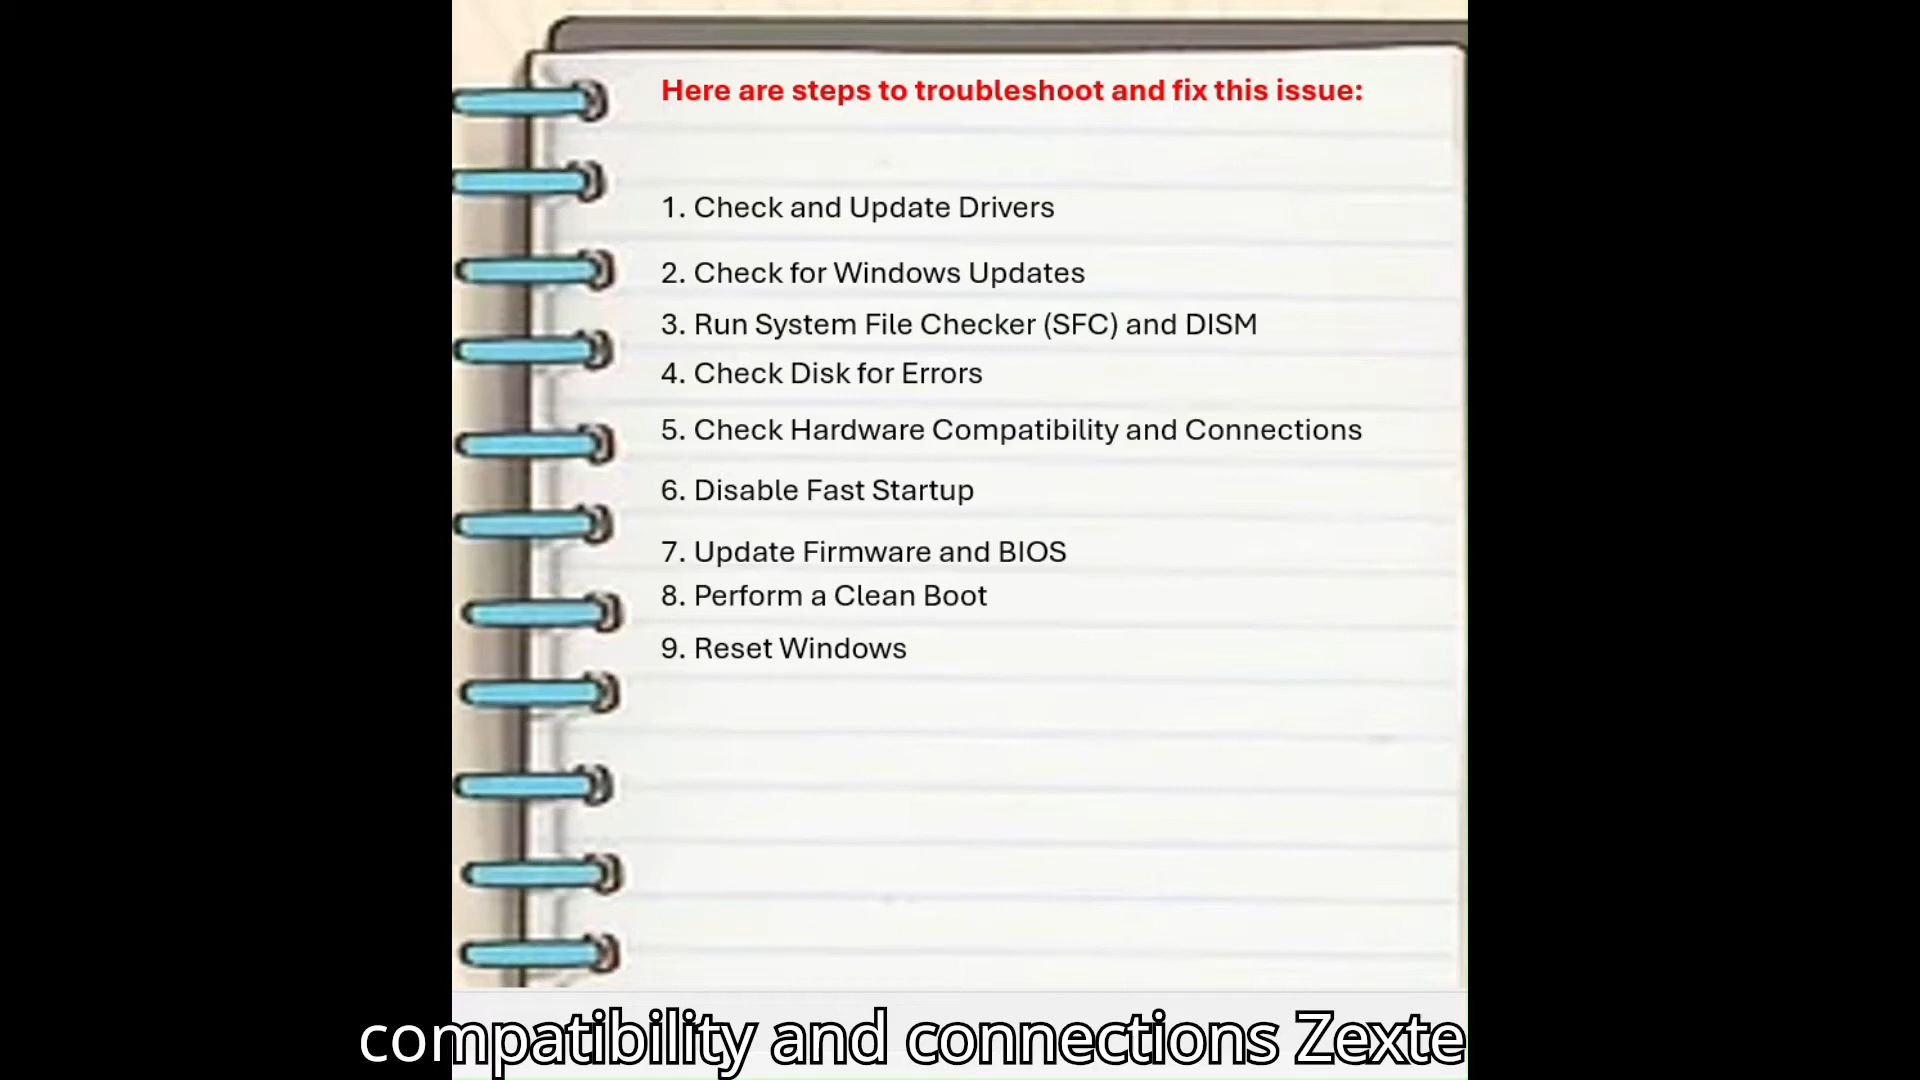 Here are steps to troubleshoot and fix this issue:
1. Check and Update Drivers
2. Check for Windows Updates
3. Run System File Checker (SFC) and DISM
4. Check Disk for Errors
5. Check Hardware Compatibility and Connections
6. Disable Fast Startup
7. Update Firmware and BIOS
8. Perform a Clean Boot
9. Reset Windows
compatibility and connections Zexte